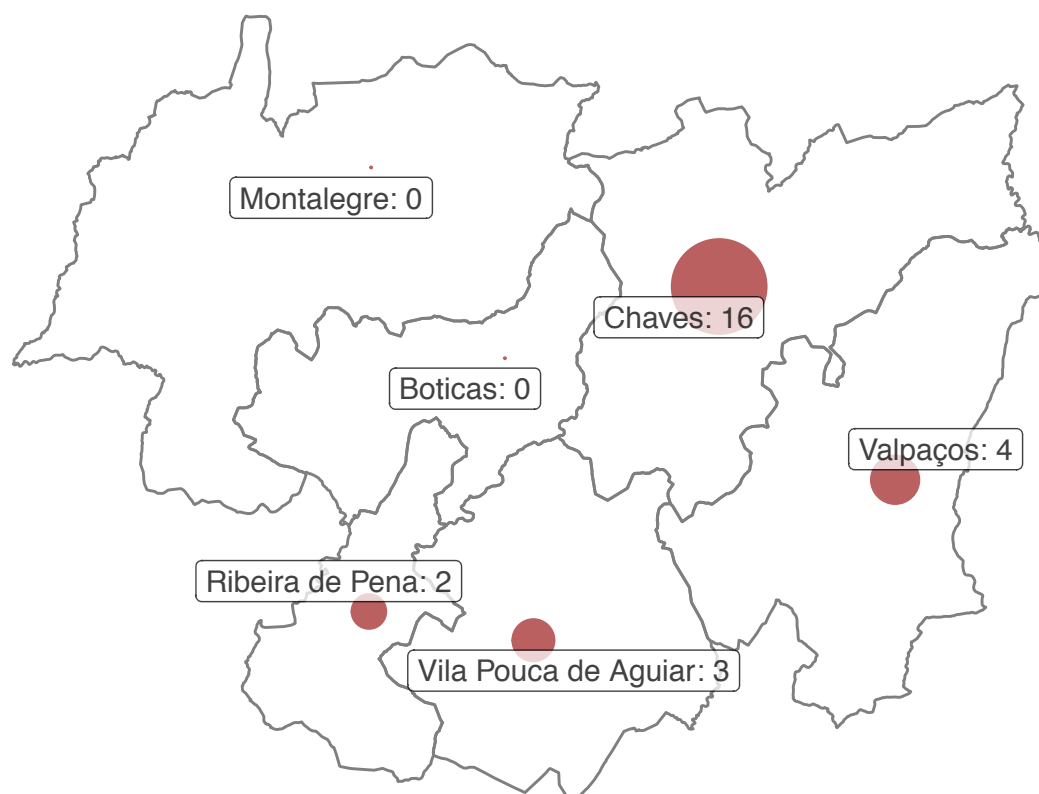 Montalegre: 0
Chaves: 16
Boticas: 0
Valpaços: 4
Ribeira de Pena: 2
Vila Pouca de Aguiar: 3